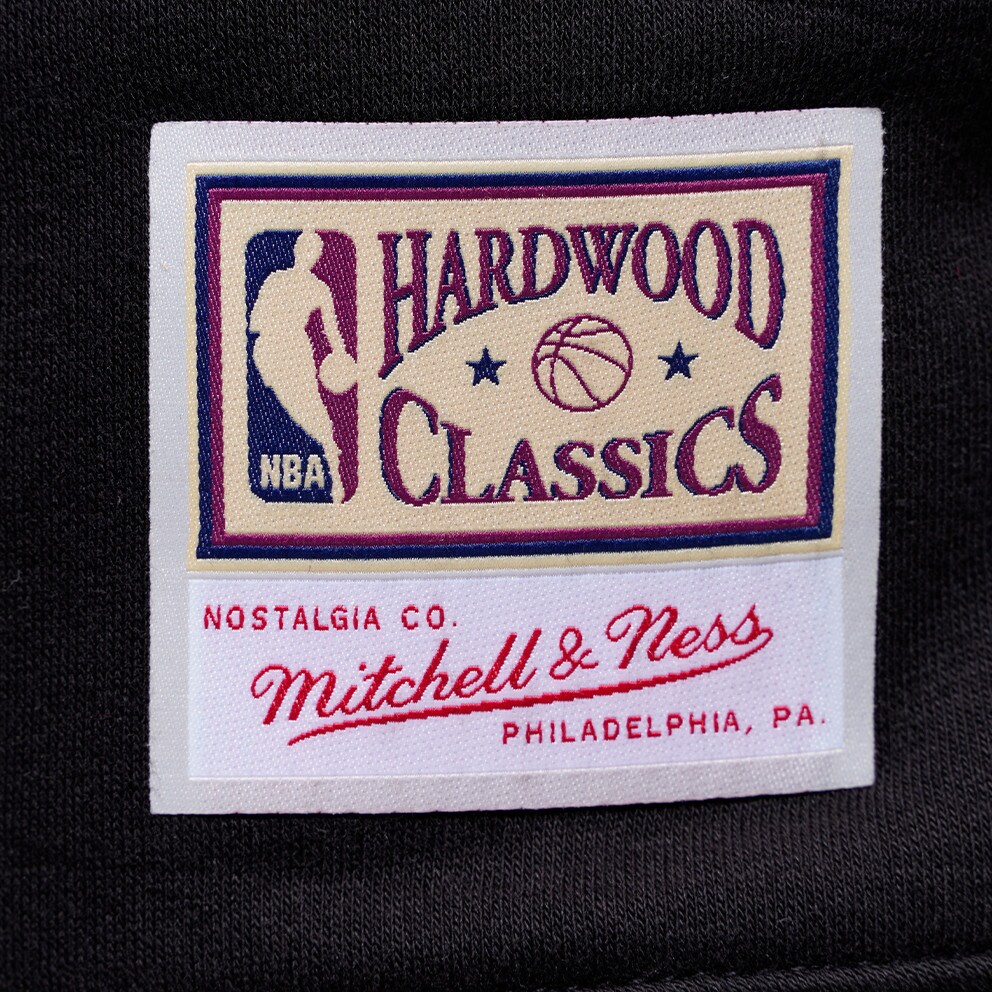 HARDWOOD
CLASSICS
NBA
NOSTALGIA CO.
Mitchell & Ness
PHILADELPHIA, PA.